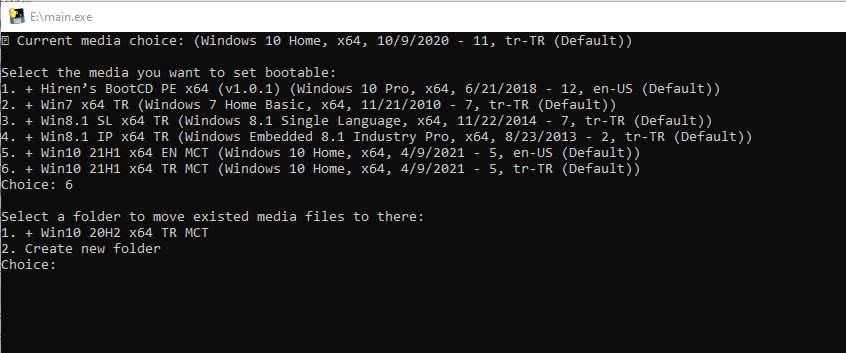 E:\main.exe
Current media choice: (Windows 10 Home, x64, 10/9/2020 - 11, tr-TR (Default))
Select the media you want to set bootable:
1. + Hiren’s BootCD PE x64 (v1.0.1) (Windows 10 Pro, x64, 6/21/2018 - 12, en-US (Default))
2. + Win7 x64 TR (Windows 7 Home Basic, x64, 11/21/2010 - 7, tr-TR (Default))
3. + Win8.1 SL x64 TR (Windows 8.1 Single Language, x64, 11/22/2014 - 7, tr-TR (Default))
4. + Win8.1 IP x64 TR (Windows Embedded 8.1 Industry Pro, x64, 8/23/2013 - 2, tr-TR (Default))
5. + Win10 21H1 x64 EN MCT (Windows 10 Home, x64, 4/9/2021 - 5, en-US (Default))
6. + Win10 21H1 x64 TR MCT (Windows 10 Home, x64, 4/9/2021 - 5, tr-TR (Default))
Choice: 6
Select a folder to move existed media files to there:
1. + Win10 20H2 x64 TR MCT
2. Create new folder
Choice: